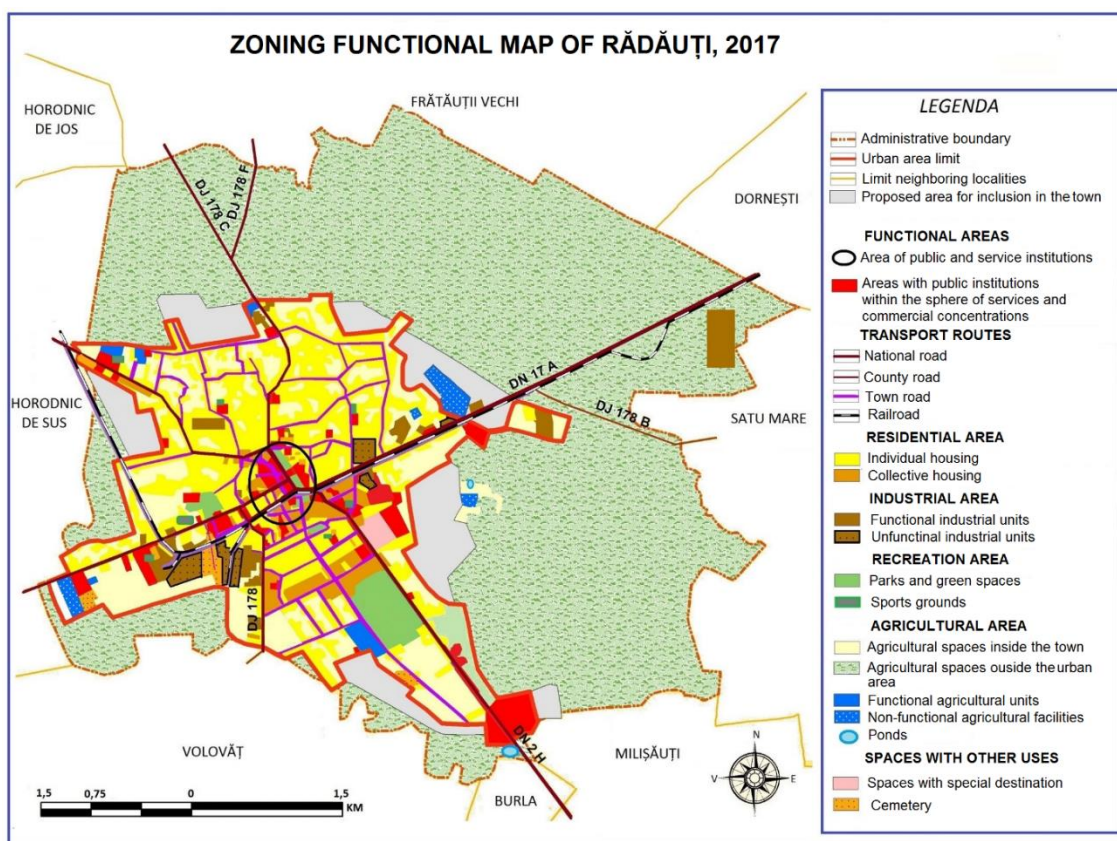 ZONING FUNCTIONAL MAP OF RĂDĂUȚI, 2017
HORODNIC
DE JOS
FRĂTĂUȚII VECHI
DORNEȘTI
DJ 178 C
DJ 178 F
DN 17 A
DJ 178 B
HORODNIC
DE SUS
SATU MARE
DJ 178
DN 2 H
VOLOVĂȚ
MILIȘĂUȚI
BURLA
N
V
E
S
1,5
0,75
0
1,5
KM
LEGENDA
Administrative boundary
Urban area limit
Limit neighboring localities
Proposed area for inclusion in the town
FUNCTIONAL AREAS
Area of public and service institutions
Areas with public institutions
within the sphere of services and
commercial concentrations
TRANSPORT ROUTES
National road
County road
Town road
Railroad
RESIDENTIAL AREA
Individual housing
Collective housing
INDUSTRIAL AREA
Functional industrial units
Unfunctinal industrial units
RECREATION AREA
Parks and green spaces
Sports grounds
AGRICULTURAL AREA
Agricultural spaces inside the town
Agricultural spaces ouside the urban
area
Functional agricultural units
Non-functional agricultural facilities
Ponds
SPACES WITH OTHER USES
Spaces with special destination
Cemetery